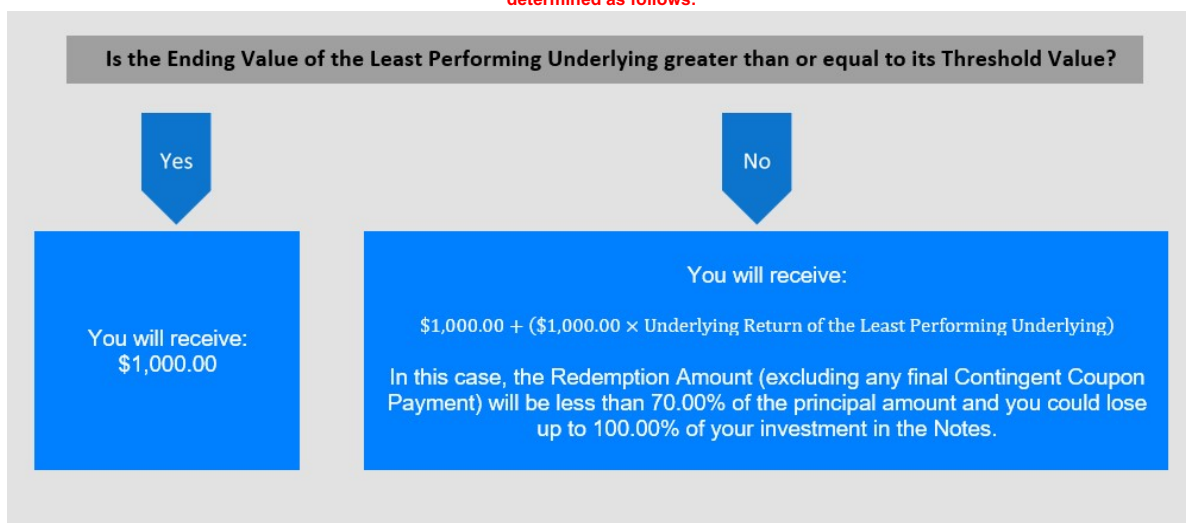 determined as follows:
Is the Ending Value of the Least Performing Underlying greater than or equal to its Threshold Value?
Yes
No
You will receive:
$1,000.00
You will receive:
$1,000.00 + ($1,000.00 × Underlying Return of the Least Performing Underlying)
In this case, the Redemption Amount (excluding any final Contingent Coupon
Payment) will be less than 70.00% of the principal amount and you could lose
up to 100.00% of your investment in the Notes.